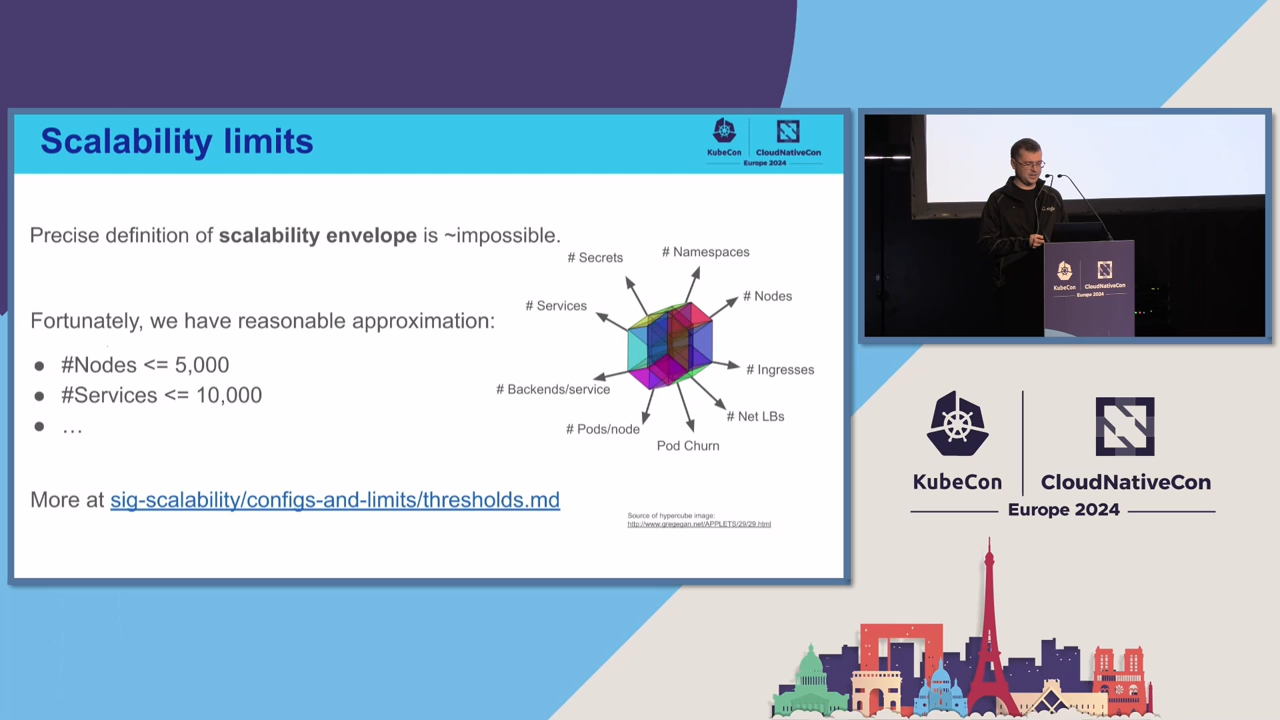 Scalability limits
KubeCon
CloudNativeCon
Europe 2024
Precise definition of scalability envelope is ~impossible.
# Secrets
# Namespaces
# Services
# Nodes
Fortunately, we have reasonable approximation:
● #Nodes <= 5,000
● #Services <= 10,000
● …
# Ingresses
# Backends/service
# Net LBs
# Pods/node
Pod Churn
More at sig-scalability/configs-and-limits/thresholds.md
Source of hypercube image:
http://www.gregegan.net/APPLETS/29/29.html
KubeCon
CloudNativeCon
Europe 2024
KubeCon
CloudNativeCon
Europe 2024